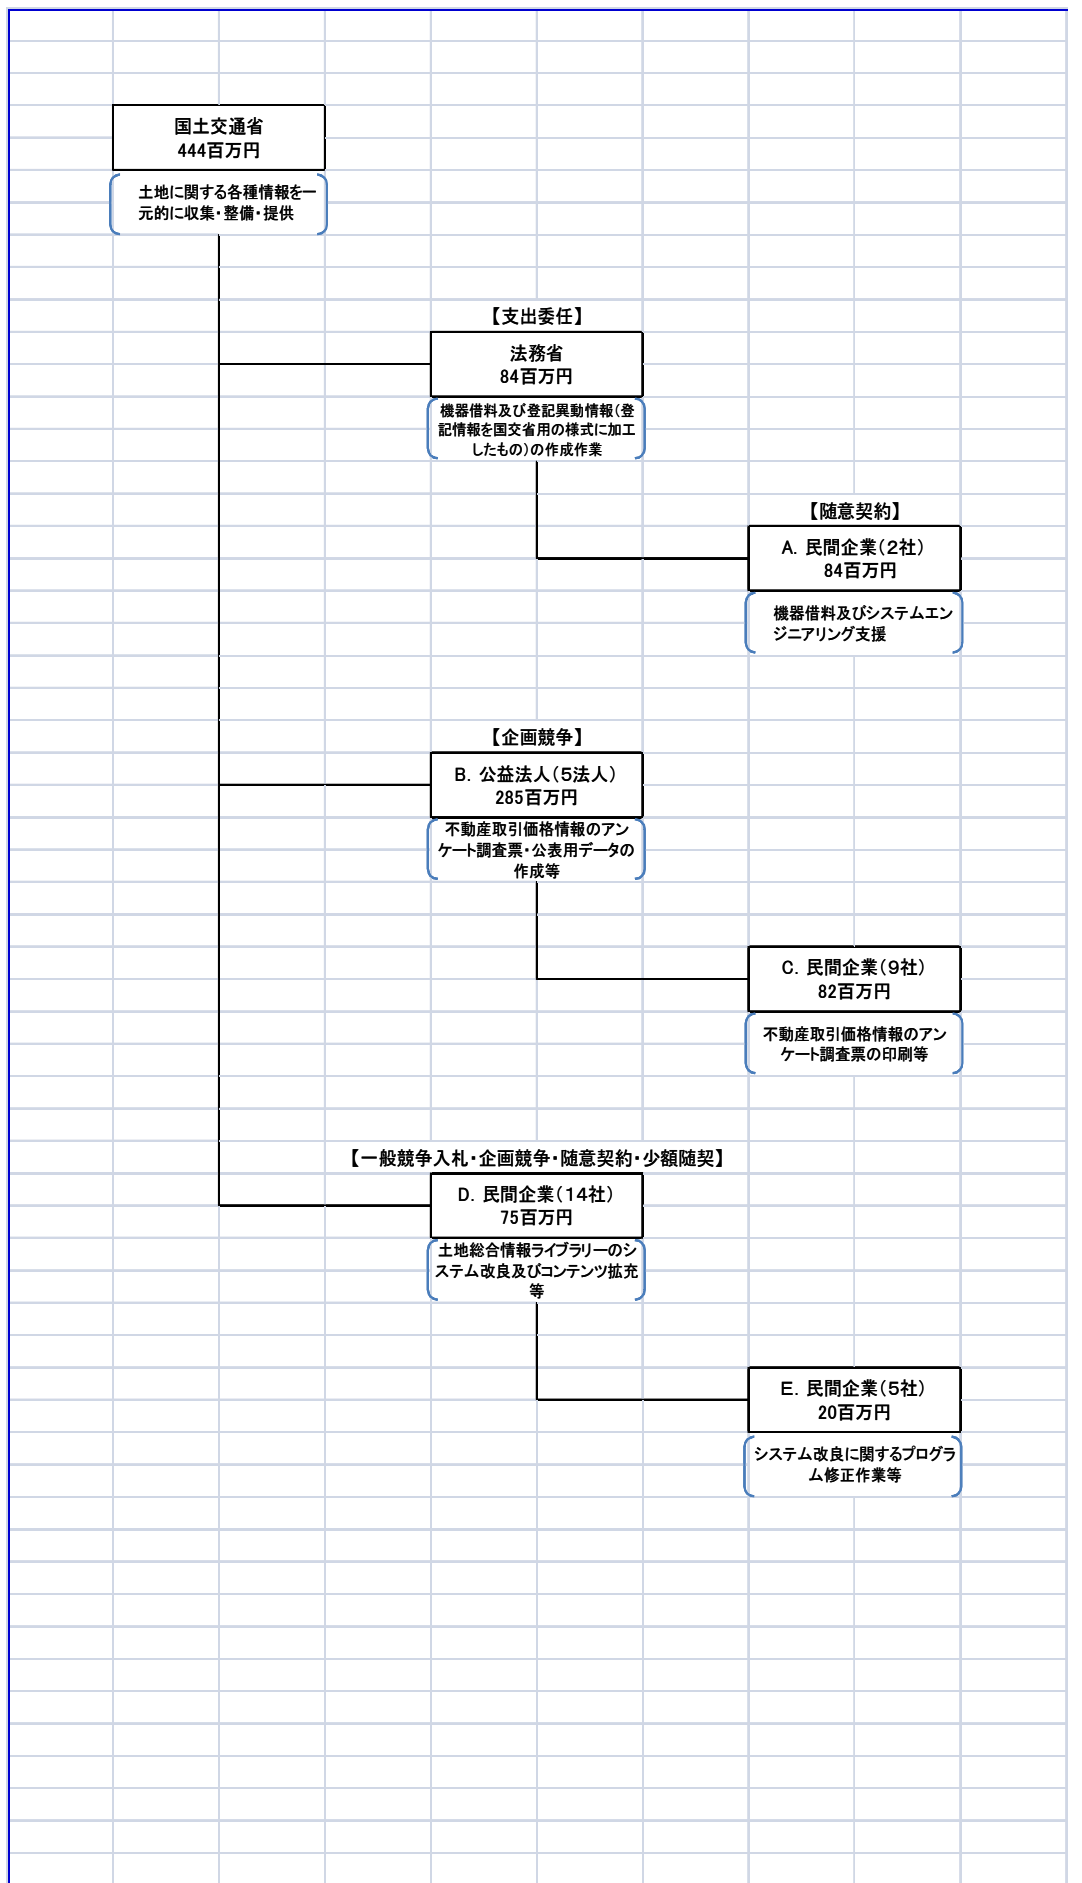 国土交通省
444百万円
土地に関する各種情報を一
元的に収集・整備・提供
【支出委任】
法務省
84百万円
機器借料及び登記異動情報（登
記情報を国交省用の様式に加工
したもの）の作成作業
【随意契約】
A．民間企業（２社）
84百万円
機器借料及びシステムエン
ジニアリング支援
【企画競争】
B．公益法人（５法人）
285百万円
不動産取引価格情報のアン
ケート調査票・公表用データの
作成等
C．民間企業（９社）
82百万円
不動産取引価格情報のアン
ケート調査票の印刷等
【一般競争入札・企画競争・随意契約・少額随契】
D．民間企業（１４社）
75百万円
土地総合情報ライブラリーのシ
ステム改良及びコンテンツ拡充
等
E．民間企業（５社）
20百万円
システム改良に関するプログラ
ム修正作業等